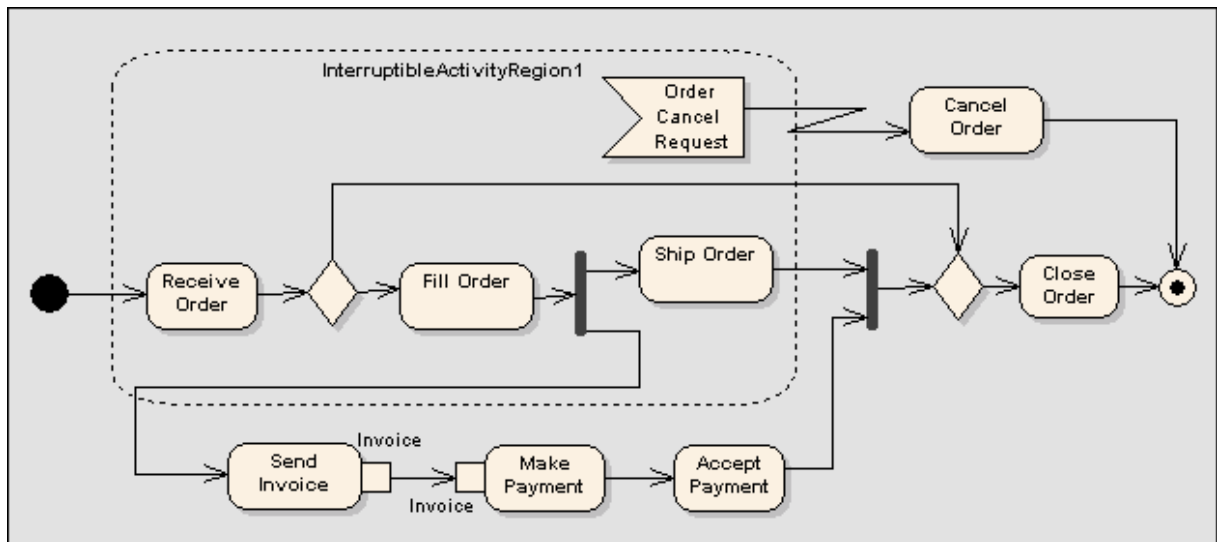 InterruptibleActivityRegion1
Order
Cancel
Request
Cancel
Order
Receive
Order
Fill Order
Ship Order
Close
Order
Invoice
Send
Invoice
Make
Payment
Accept
Payment
Invoice